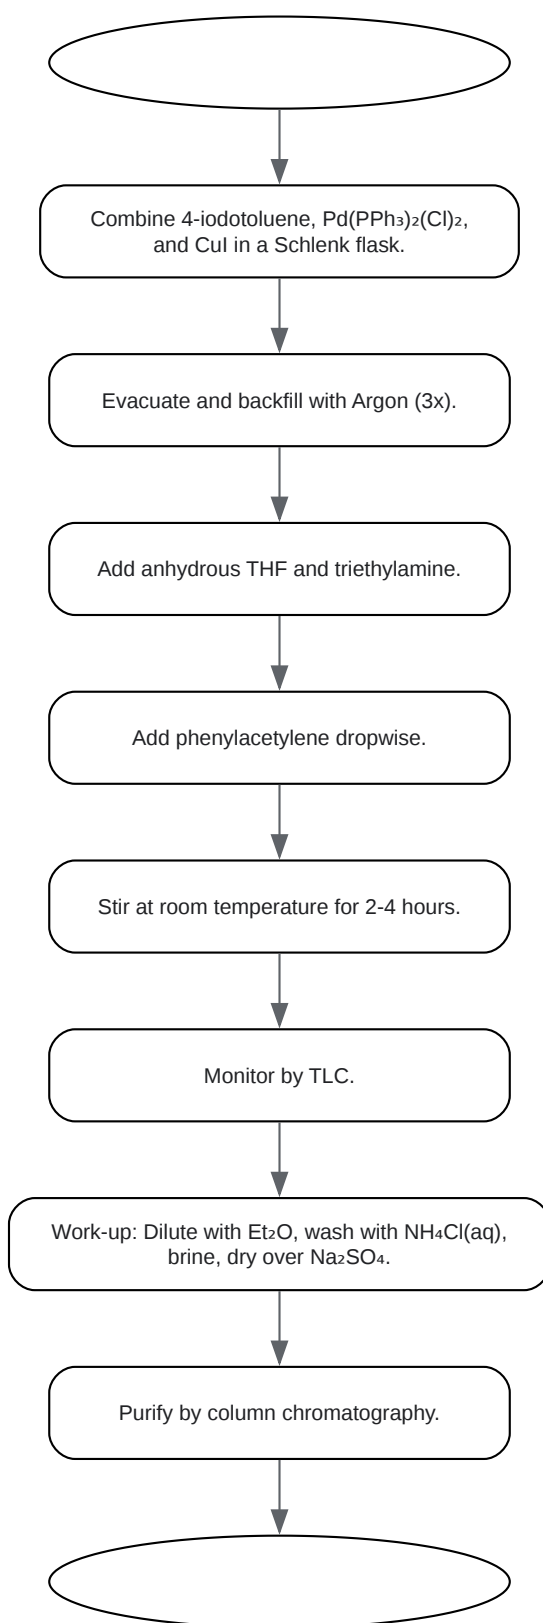 Combine 4-iodotoluene, Pd(PPh₃)₂(Cl)₂,
and CuI in a Schlenk flask.
Evacuate and backfill with Argon (3x).
Add anhydrous THF and triethylamine.
Add phenylacetylene dropwise.
Stir at room temperature for 2-4 hours.
Monitor by TLC.
Work-up: Dilute with Et₂O, wash with NH₄Cl(aq),
brine, dry over Na₂SO₄.
Purify by column chromatography.